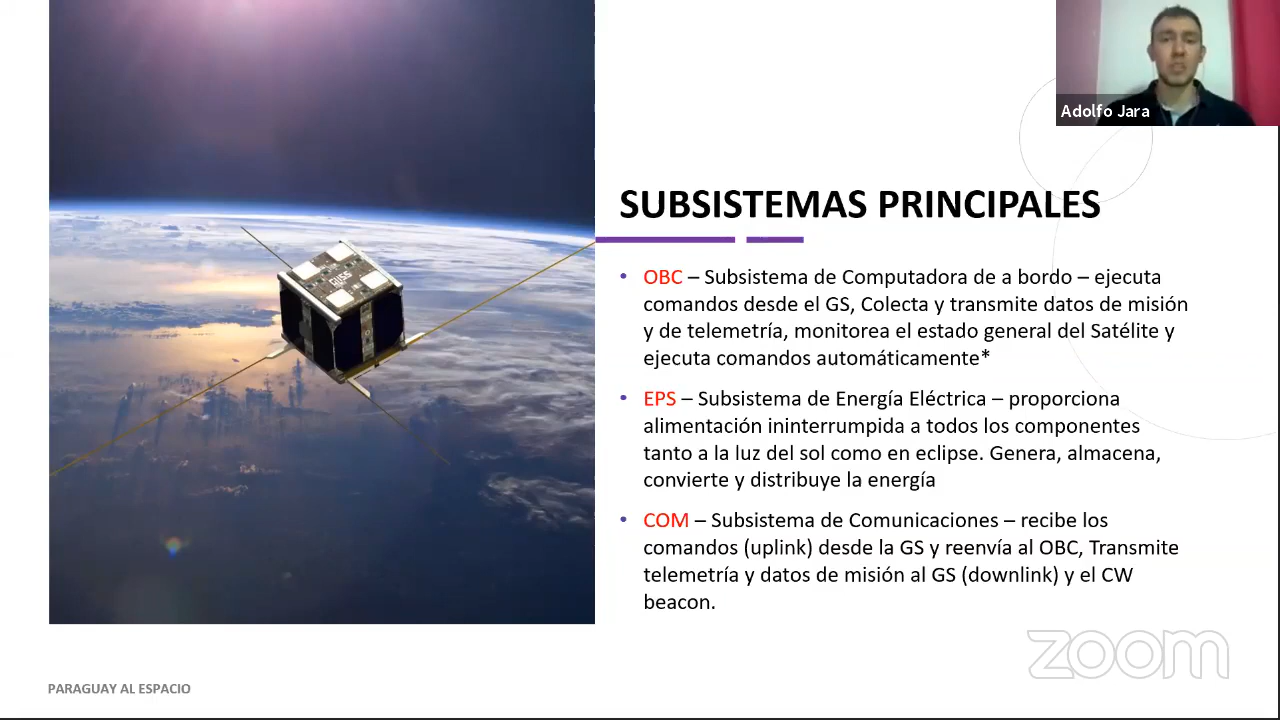 Adolfo Jara
SUBSISTEMAS PRINCIPALES
• OBC – Subsistema de Computadora de a bordo – ejecuta
comandos desde el GS, Colecta y transmite datos de misión
y de telemetría, monitorea el estado general del Satélite y
ejecuta comandos automáticamente*
• EPS – Subsistema de Energía Eléctrica – proporciona
alimentación ininterrumpida a todos los componentes
tanto a la luz del sol como en eclipse. Genera, almacena,
convierte y distribuye la energía
• COM – Subsistema de Comunicaciones – recibe los
comandos (uplink) desde la GS y reenvía al OBC, Transmite
telemetría y datos de misión al GS (downlink) y el CW
beacon.
zoom
PARAGUAY AL ESPACIO